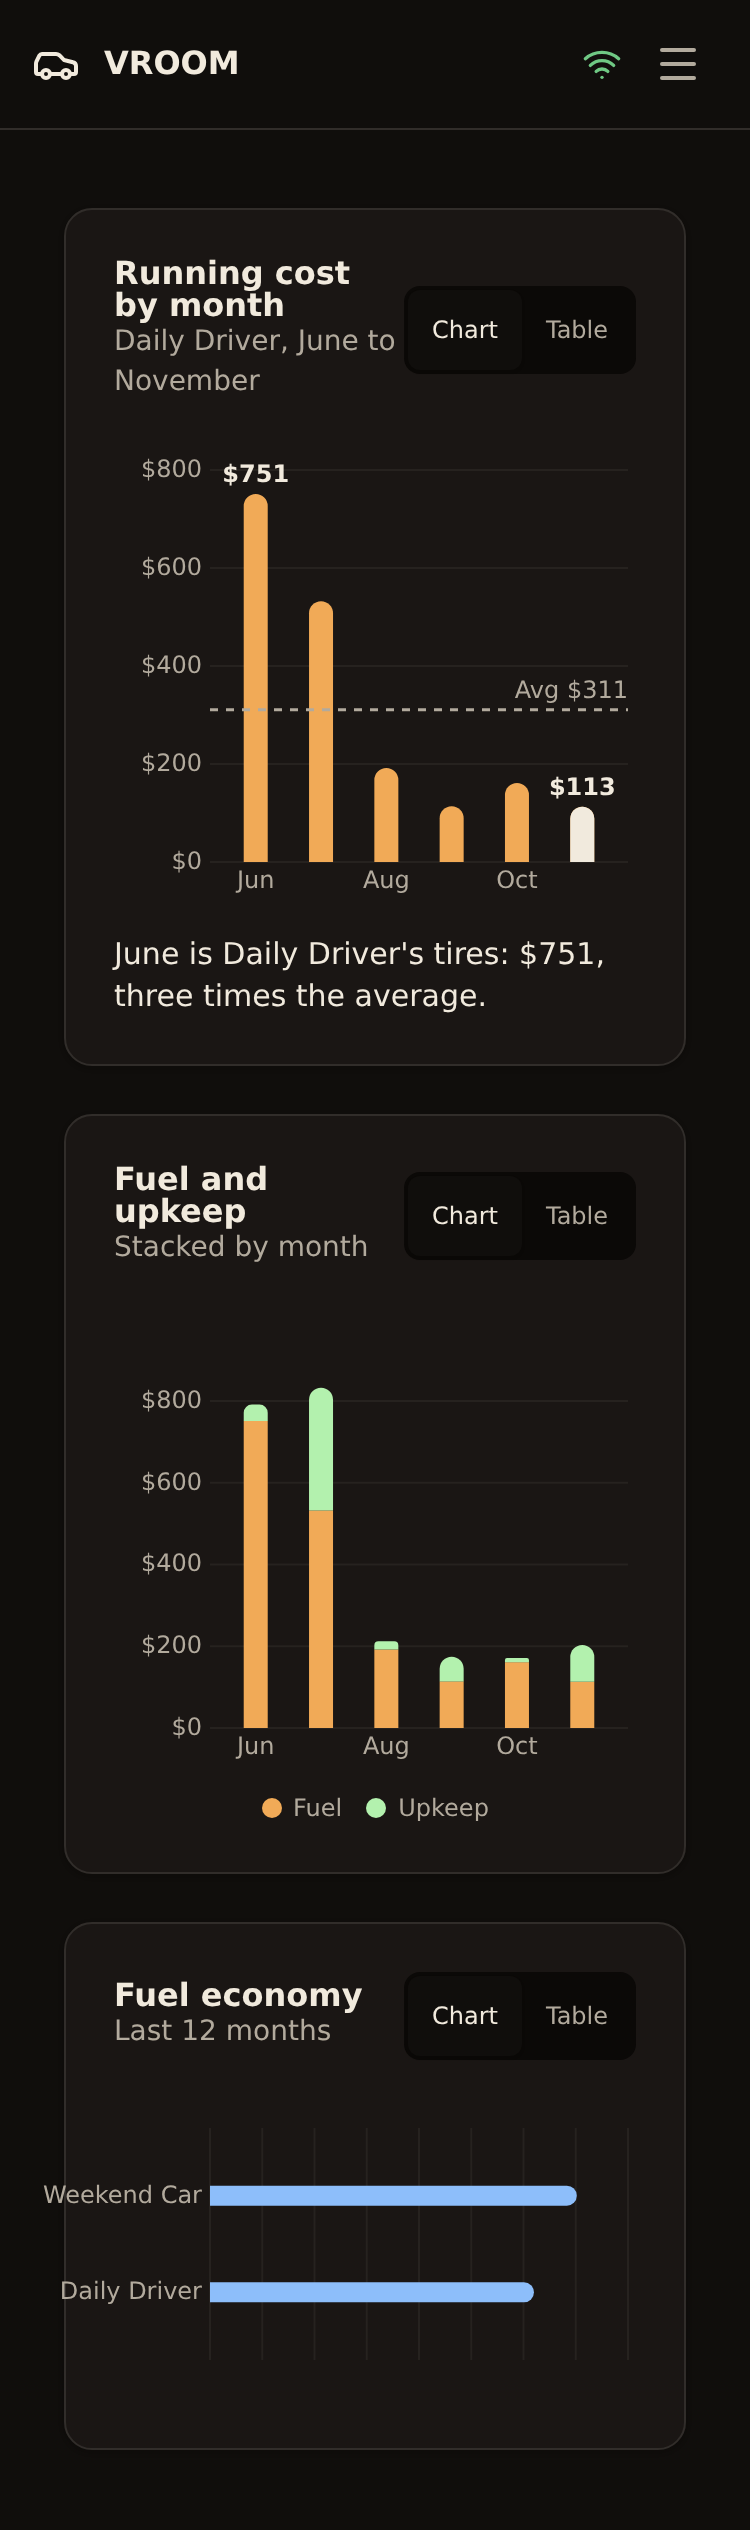 VROOM
Running cost
by month
Daily Driver, June to
November
Chart
Table
$800
$751
$600
$400
Avg $311
$200
$113
$0
Jun
Aug
Oct
June is Daily Driver's tires: $751,
three times the average.
Fuel and
upkeep
Stacked by month
Chart
Table
$800
$600
$400
$200
$0
Jun
Aug
Oct
Fuel
Upkeep
Fuel economy
Last 12 months
Chart
Table
Weekend Car
Daily Driver